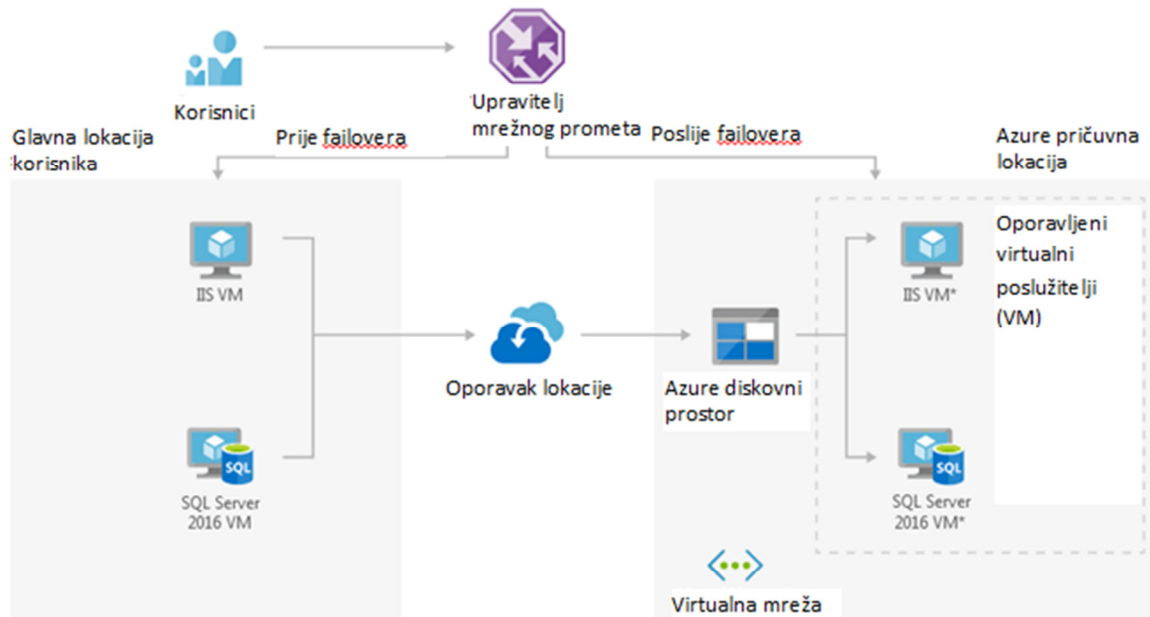 Korisnici
Upravitelj
mrežnog prometa
Glavna lokacija
korisnika
Prije failovera
Poslije failovera
Azure pričuvna
lokacija
IIS VM
IIS VM*
Oporavljeni
virtualni
poslužitelji
(VM)
Oporavak lokacije
Azure diskovni
prostor
SQL
SQL Server
2016 VM
SQL
SQL Server
2016 VM*
Virtualna mreža